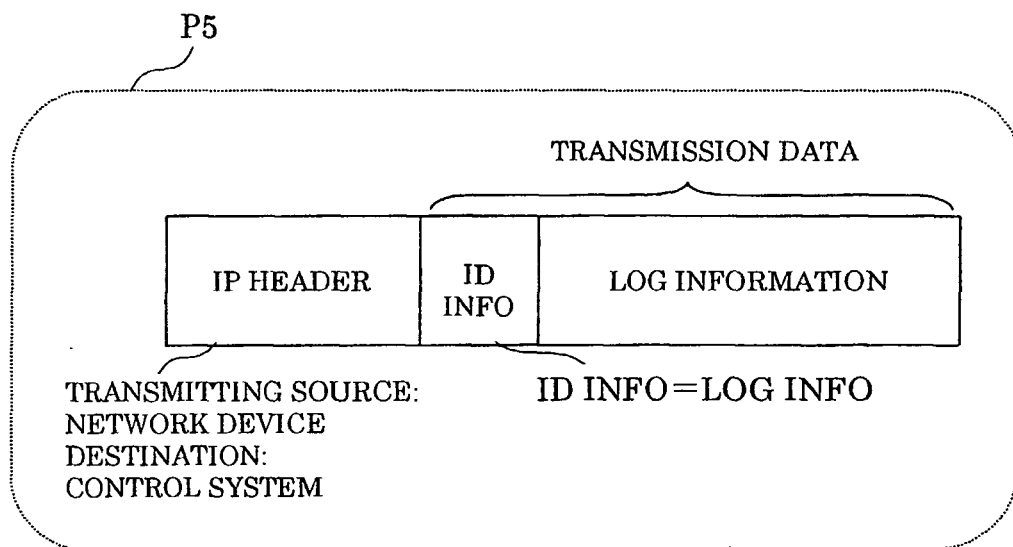 P5
TRANSMISSION DATA
IP HEADER
ID
INFO
LOG INFORMATION
TRANSMITTING SOURCE:
NETWORK DEVICE
DESTINATION:
CONTROL SYSTEM
ID INFO=LOG INFO